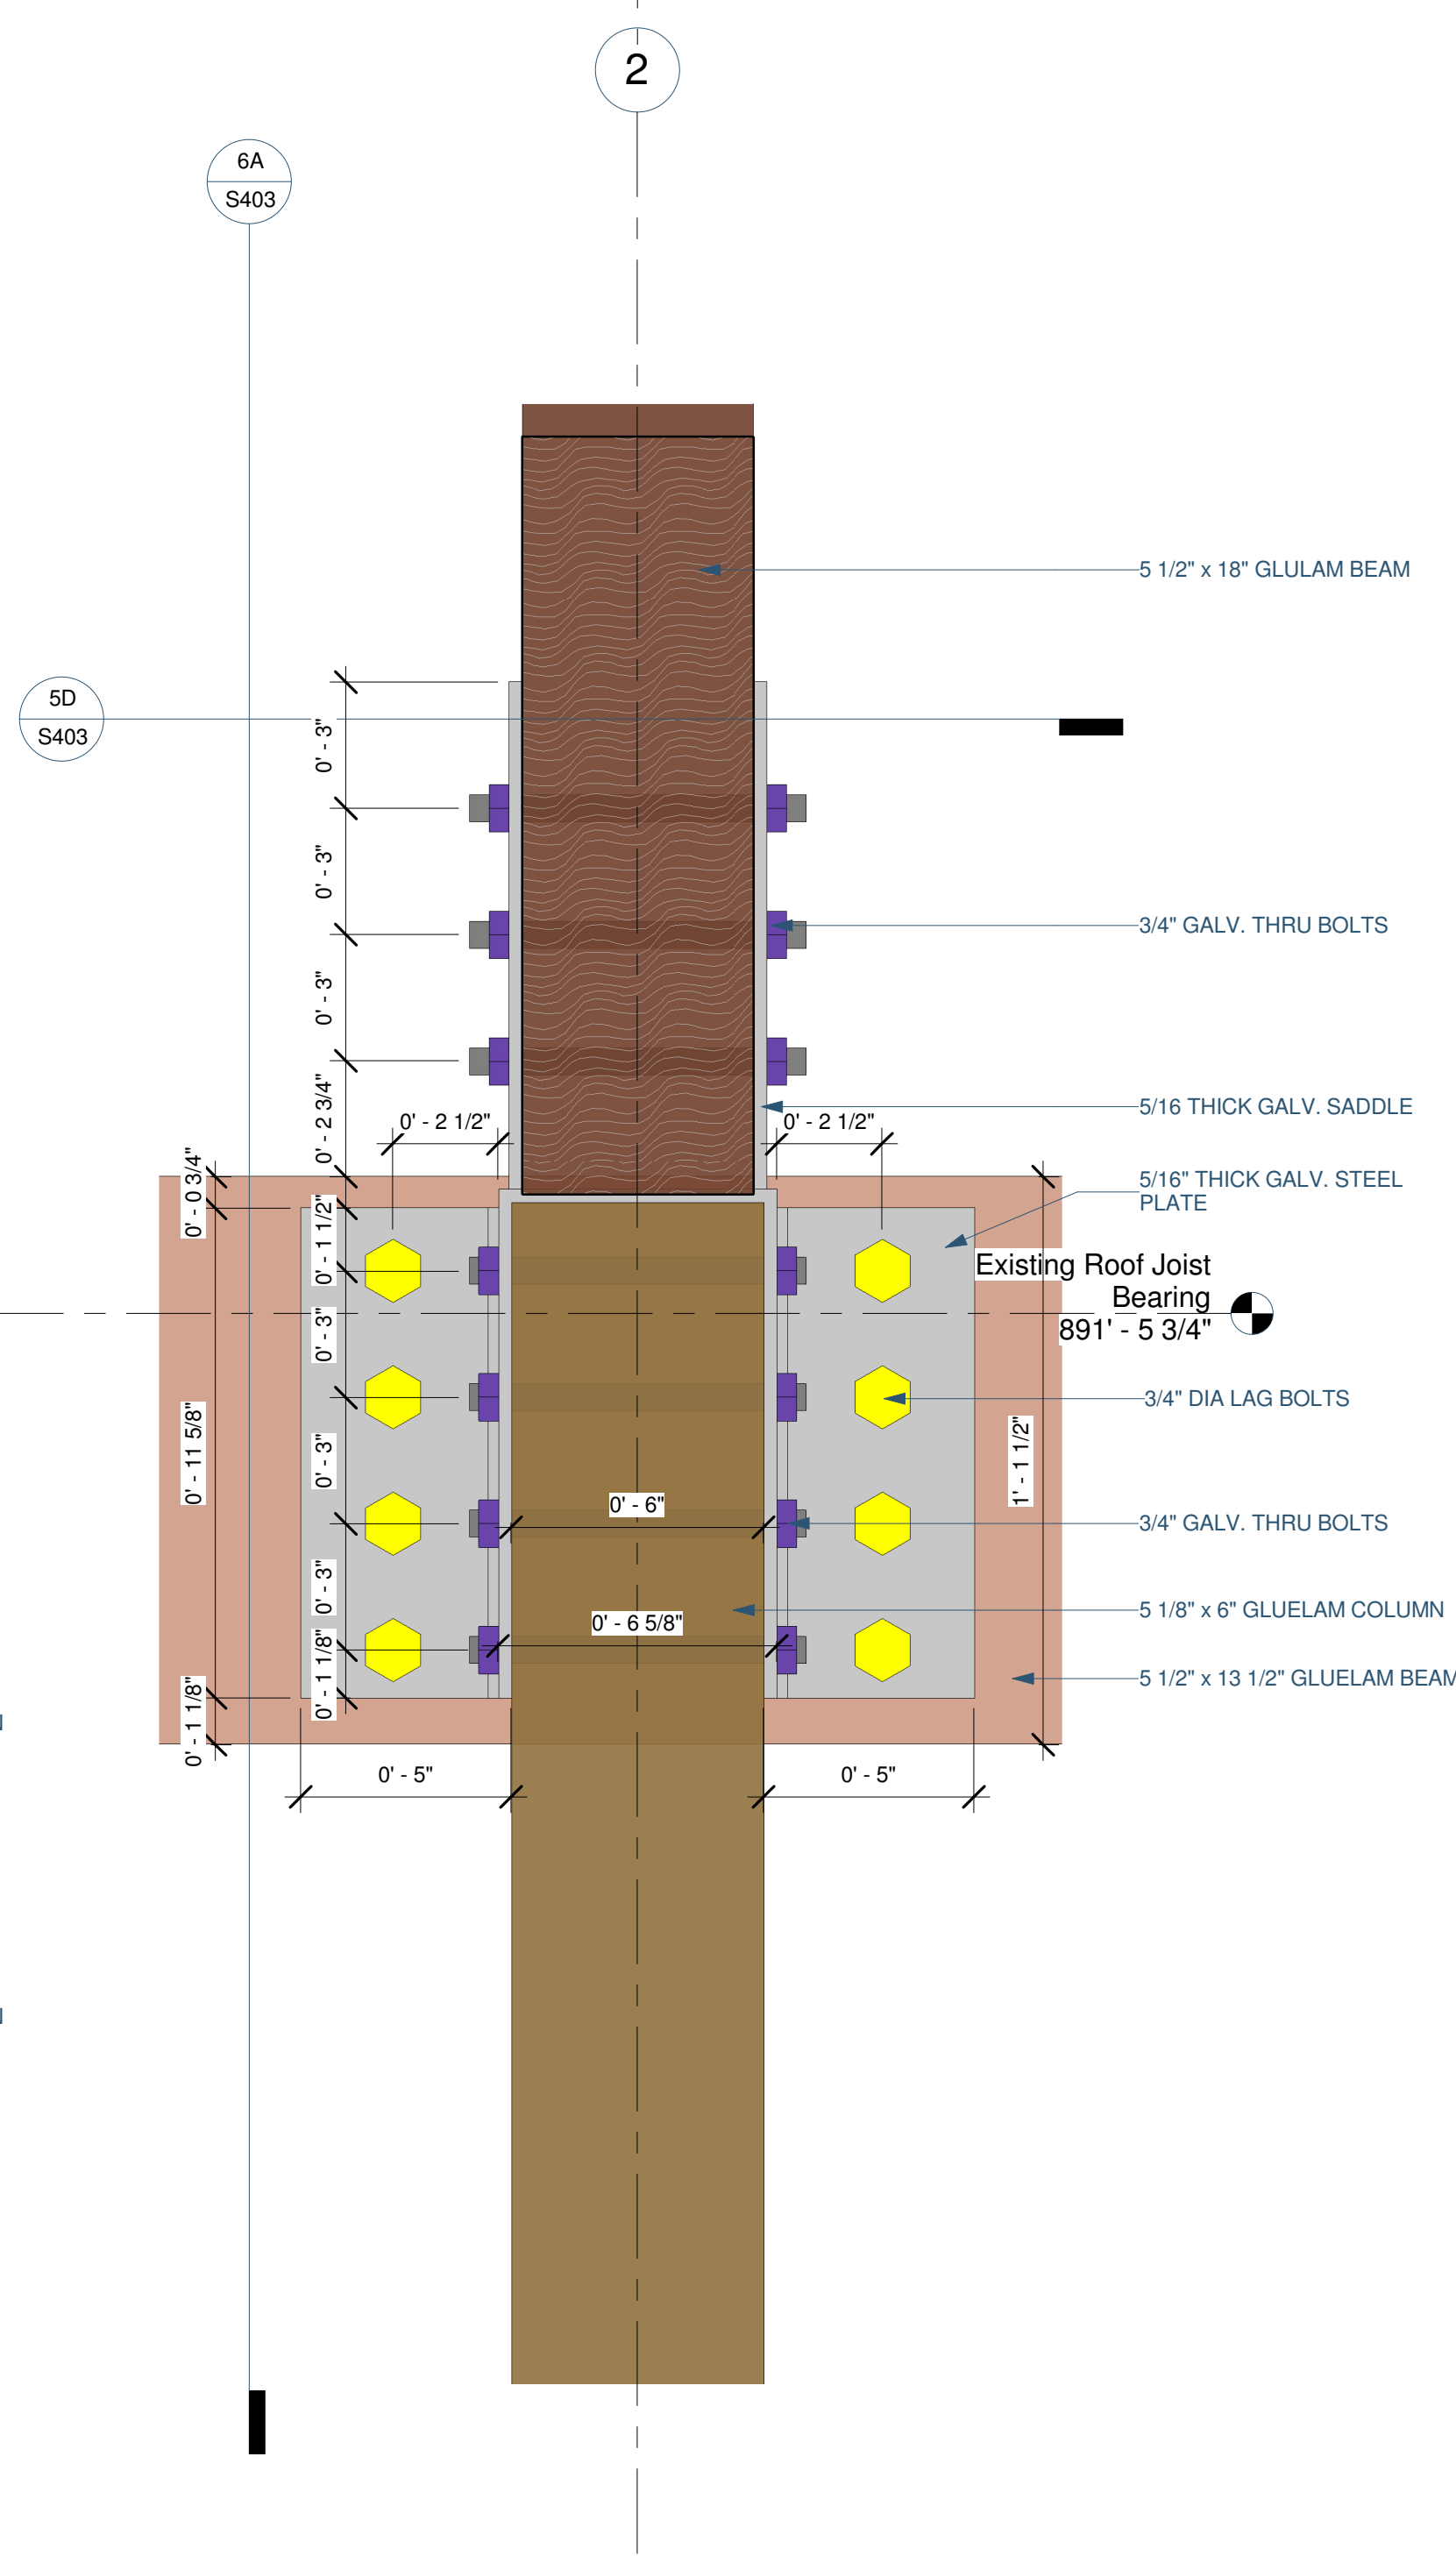 2
6A
S403
5 1/2" x 18" GLULAM BEAM
5D
S403
0' - 3"
0' - 3"
3/4" GALV. THRU BOLTS
0' - 3"
0' - 2 3/4"
0' - 2 1/2"
0' - 2 1/2"
5/16 THICK GALV. SADDLE
0' - 0 3/4"
5/16" THICK GALV. STEEL
PLATE
0' - 1 1/2"
Existing Roof Joist
Bearing
891' - 5 3/4"
0' - 3"
3/4" DIA LAG BOLTS
0' - 11 5/8"
0' - 3"
1' - 1 1/2"
0' - 6"
3/4" GALV. THRU BOLTS
0' - 3"
0' - 6 5/8"
5 1/8" x 6" GLUELAM COLUMN
0' - 1 1/8"
5 1/2" x 13 1/2" GLUELAM BEAM
0' - 1 1/8"
0' - 5"
0' - 5"